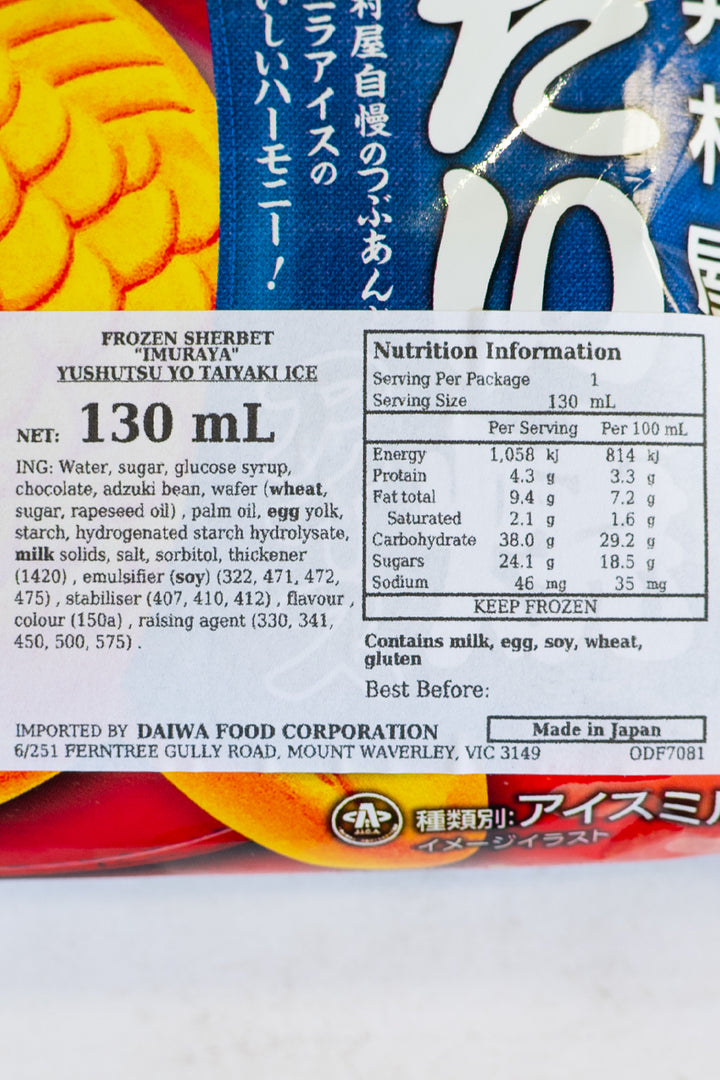 村屋自慢のつぶあん
ニラアイスの
いしいハーモニー!
たい
村屋
FROZEN SHERBET
"IMURAYA"
YUSHUTSU YO TAIYAKI ICE
NET: 130 mL
ING: Water, sugar, glucose syrup,
chocolate, adzuki bean, wafer (wheat,
sugar, rapeseed oil) , palm oil, egg yolk,
starch, hydrogenated starch hydrolysate,
milk solids, salt, sorbitol, thickener
(1420) , emulsifier (soy) (322, 471, 472,
475) , stabiliser (407, 410, 412) , flavour ,
colour (150a) , raising agent (330, 341,
450, 500, 575) .
Nutrition Information
Serving Per Package 1
Serving Size 130 mL
Per Serving Per 100 mL
Energy 1,058 kj 814 kj
Protein 4.3 g 3.3 g
Fat total 9.4 g 7.2 g
Saturated 2.1 g 1.6 g
Carbohydrate 38.0 g 29.2 g
Sugars 24.1 g 18.5 g
Sodium 46 mg 35 mg
KEEP FROZEN
Contains milk, egg, soy, wheat,
gluten
Best Before:
IMPORTED BY DAIWA FOOD CORPORATION
Made in Japan
6/251 FERNTREE GULLY ROAD, MOUNT WAVERLEY, VIC 3149 ODF7081
種類別:アイスミル
イメージイラスト